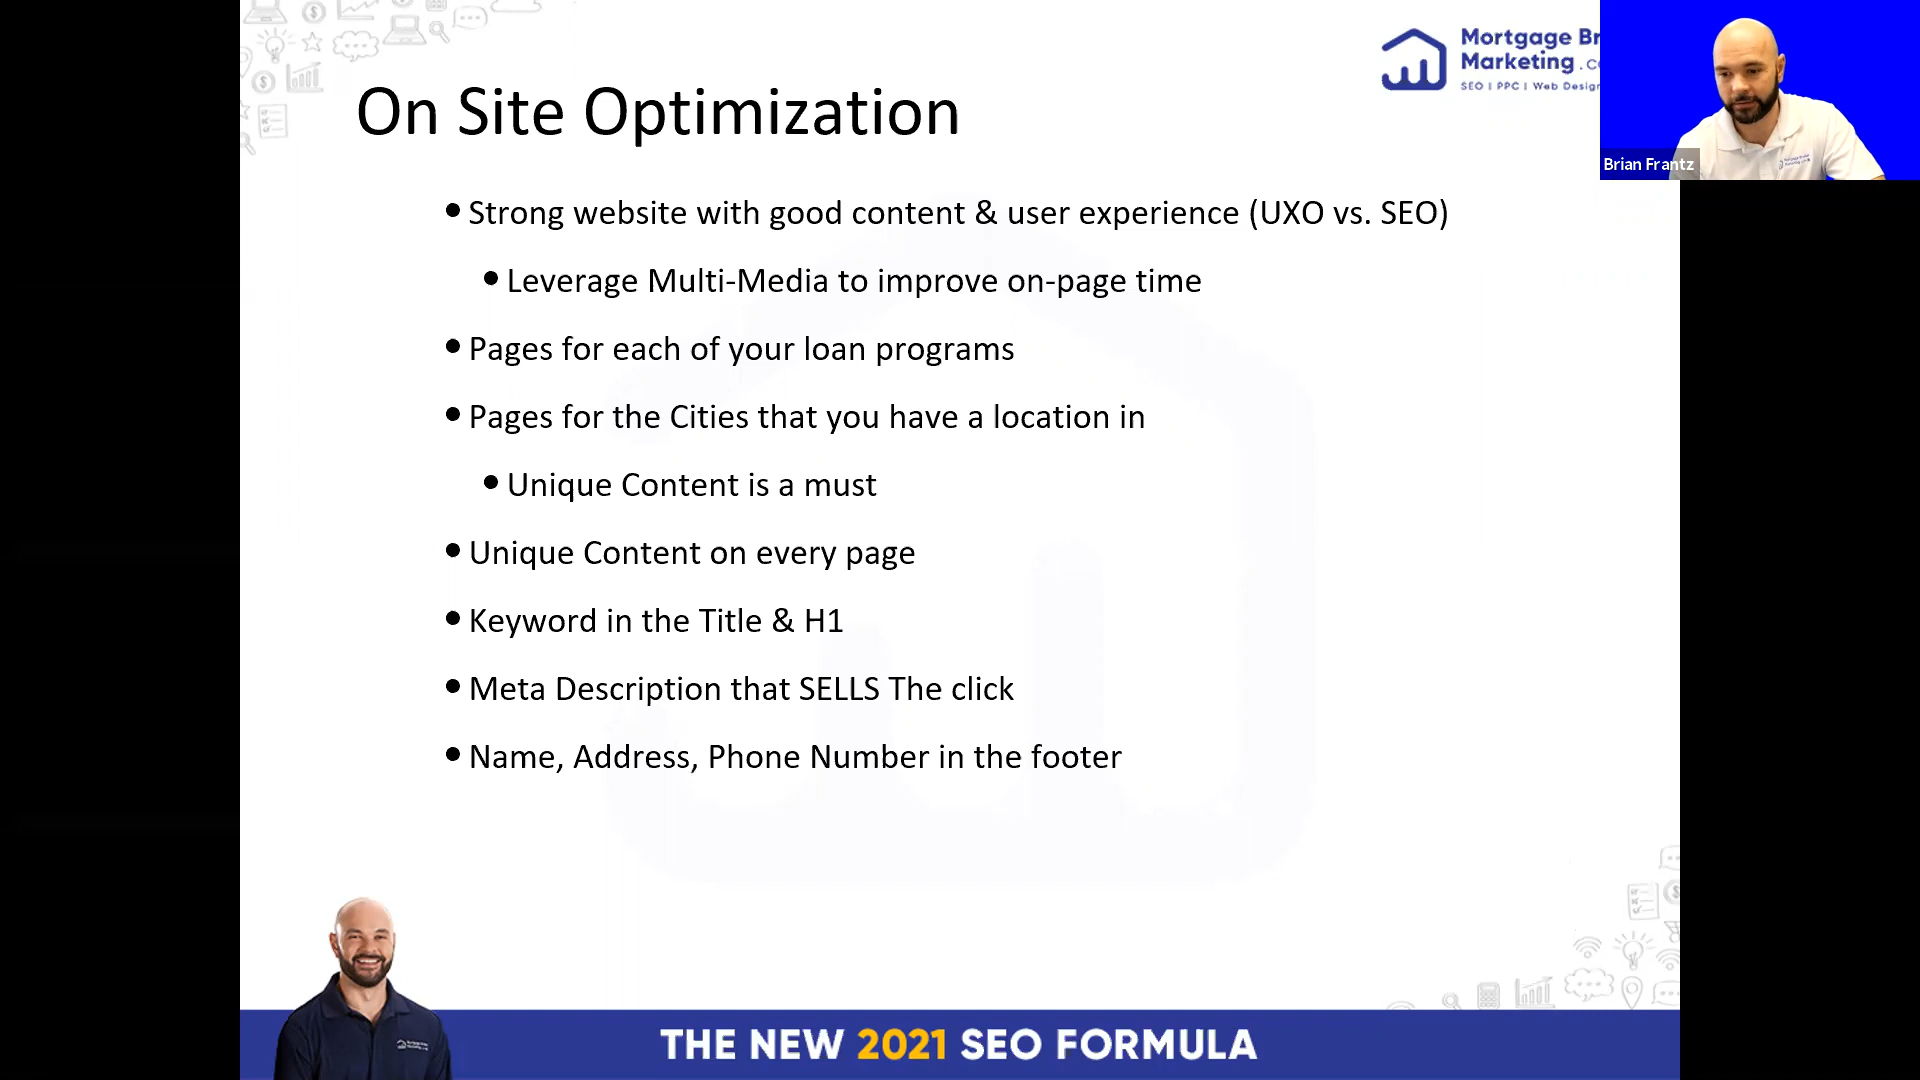 Mortgage Br
Marketing .c
SEO | PPC | Web Design
Brian Frantz
On Site Optimization
• Strong website with good content & user experience (UXO vs. SEO)
• Leverage Multi-Media to improve on-page time
• Pages for each of your loan programs
• Pages for the Cities that you have a location in
• Unique Content is a must
• Unique Content on every page
• Keyword in the Title & H1
• Meta Description that SELLS The click
• Name, Address, Phone Number in the footer
THE NEW 2021 SEO FORMULA